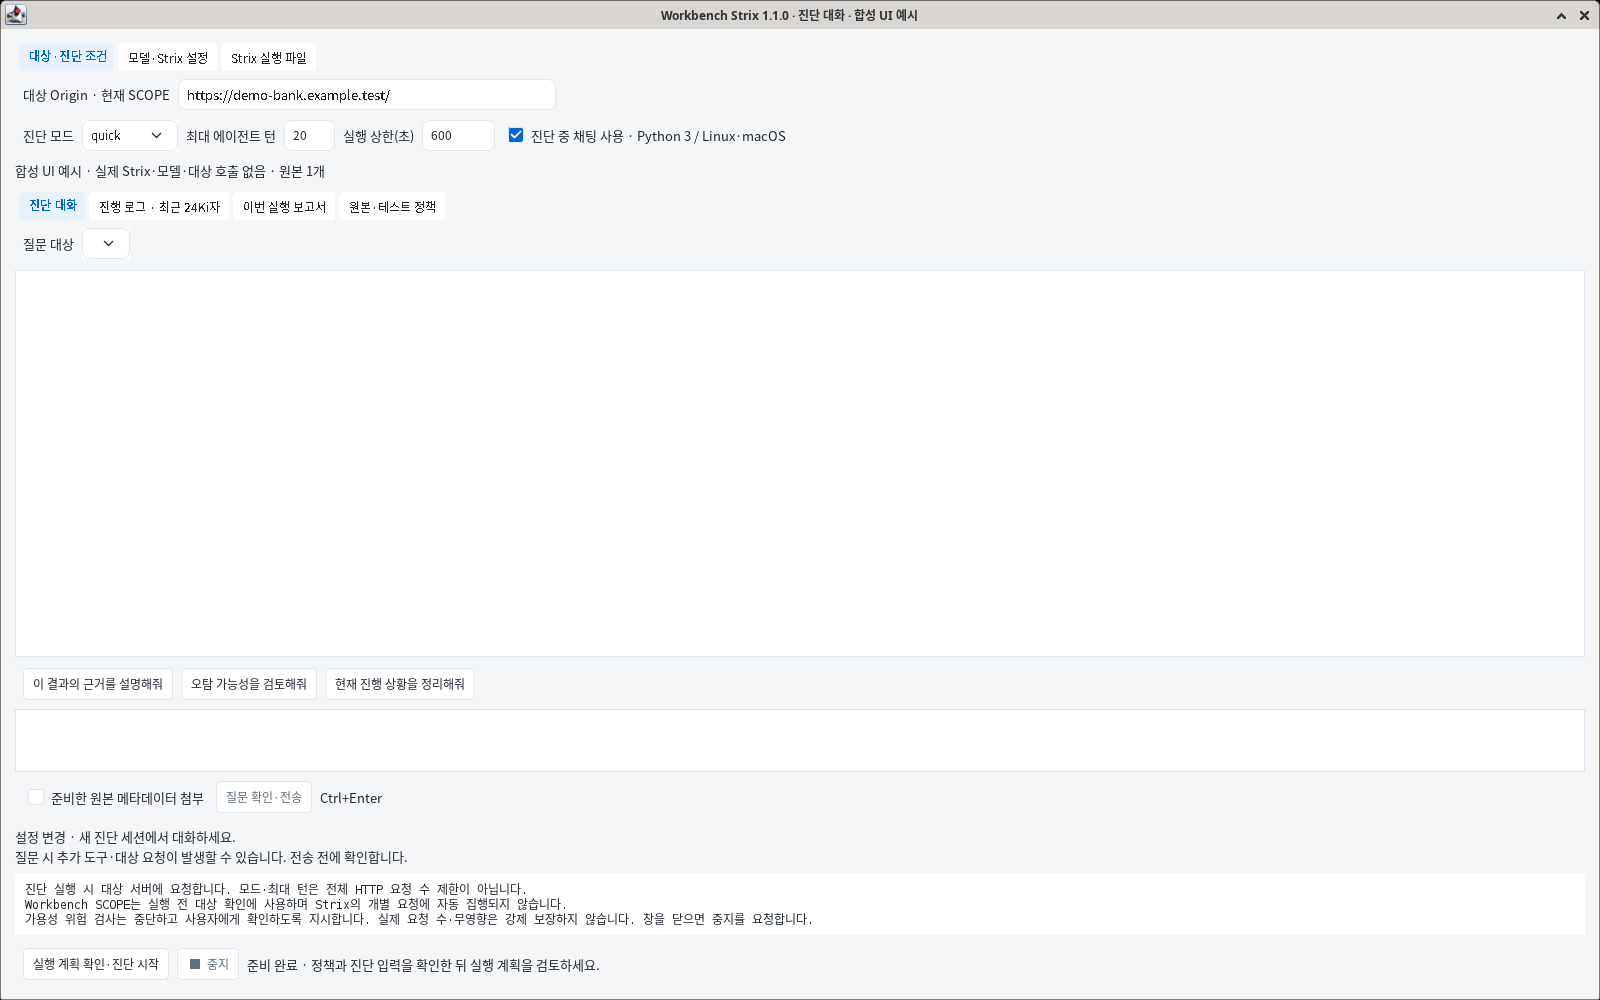 Workbench Strix 1.1.0 · 진단 대화 · 합성 UI 예시
대상 · 진단 조건 모델·Strix 설정 Strix 실행 파일
대상 Origin · 현재 SCOPE https://demo-bank.example.test/
진단 모드 quick 최대 에이전트 턴 20 실행 상한(초) 600 진단 중 채팅 사용 · Python 3 / Linux·macOS
합성 UI 예시 · 실제 Strix·모델·대상 호출 없음 · 원본 1개
진단 대화 진행 로그 · 최근 24Ki자 이번 실행 보고서 원본·테스트 정책
질문 대상
이 결과의 근거를 설명해줘 오탐 가능성을 검토해줘 현재 진행 상황을 정리해줘
준비한 원본 메타데이터 첨부 질문 확인·전송 Ctrl+Enter
설정 변경 · 새 진단 세션에서 대화하세요.
질문 시 추가 도구·대상 요청이 발생할 수 있습니다. 전송 전에 확인합니다.
진단 실행 시 대상 서버에 요청합니다. 모드·최대 턴은 전체 HTTP 요청 수 제한이 아닙니다.
Workbench SCOPE는 실행 전 대상 확인에 사용하며 Strix의 개별 요청에 자동 집행되지 않습니다.
가용성 위험 검사는 중단하고 사용자에게 확인하도록 지시합니다. 실제 요청 수·무영향은 강제 보장하지 않습니다. 창을 닫으면 중지를 요청합니다.
실행 계획 확인·진단 시작 중지 준비 완료 · 정책과 진단 입력을 확인한 뒤 실행 계획을 검토하세요.